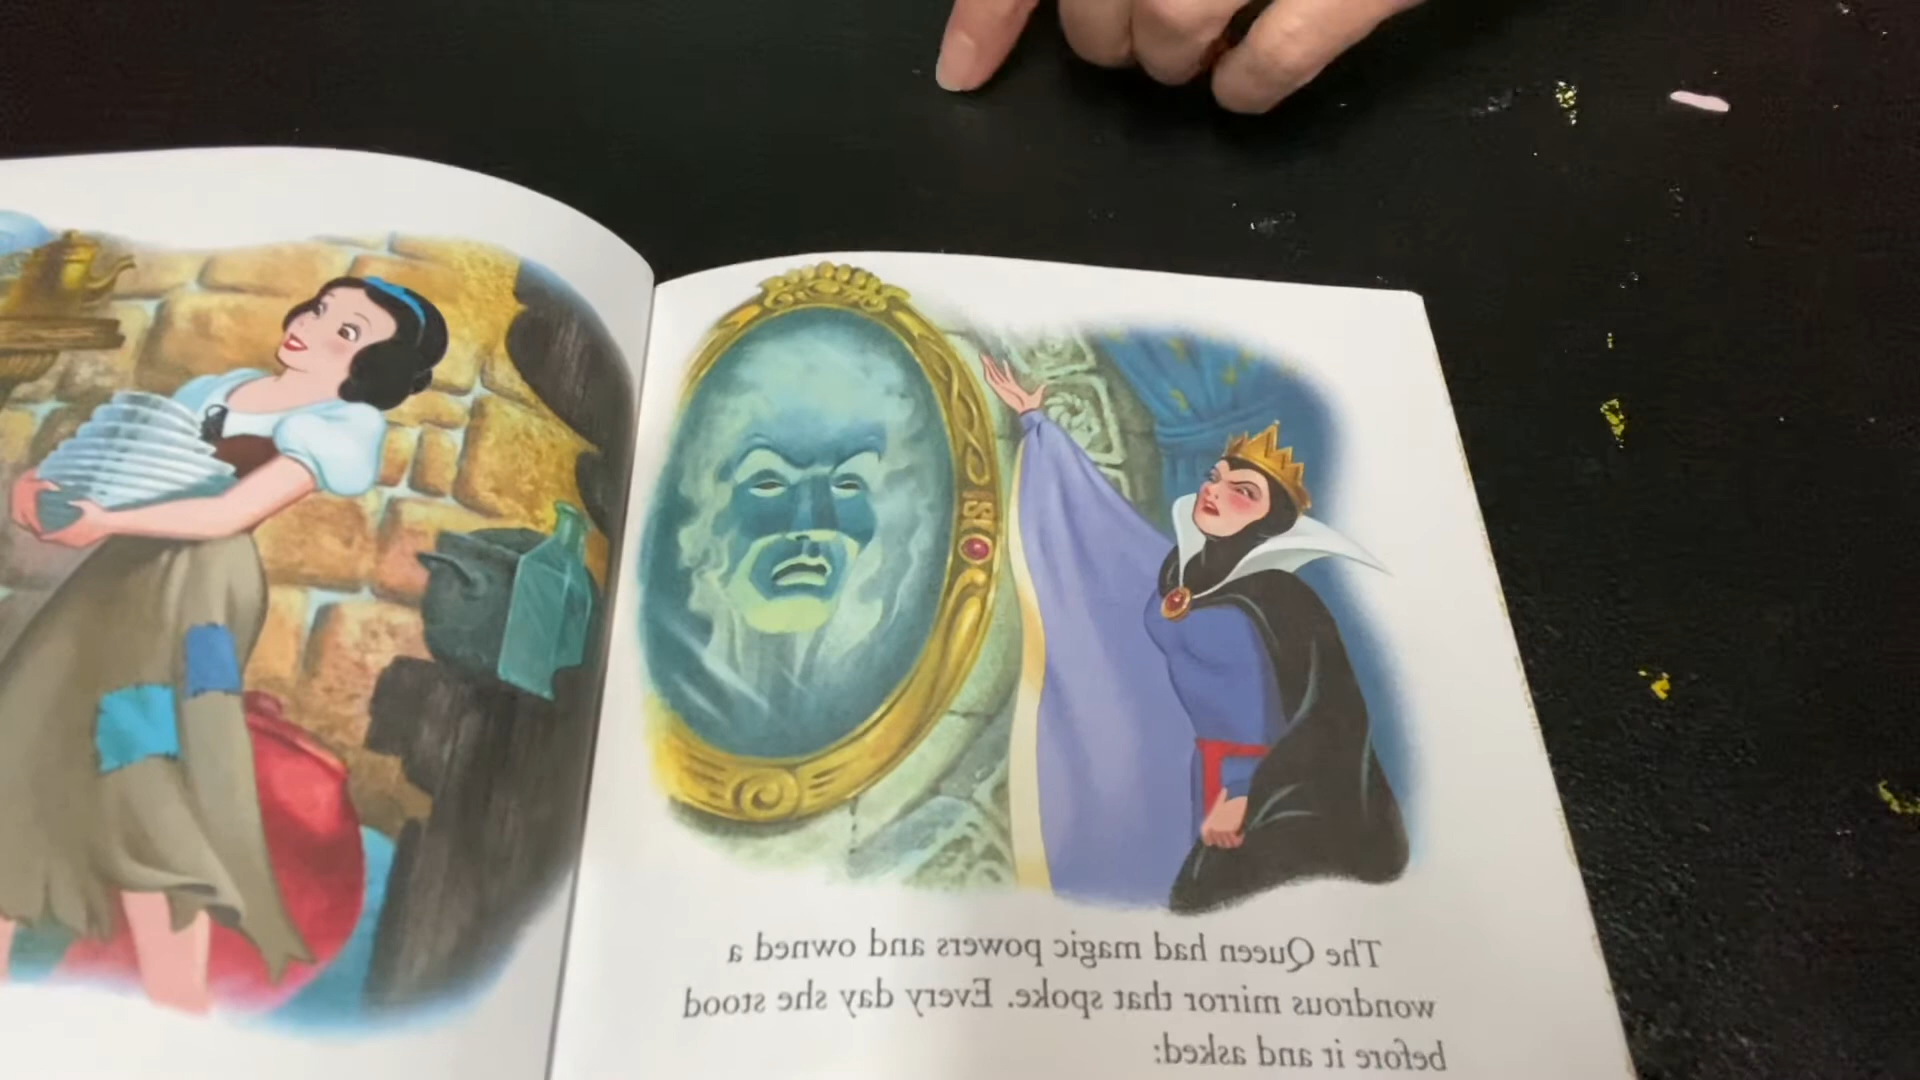 The Queen had magic powers and owned a
wondrous mirror that spoke. Every day she stood
before it and asked: